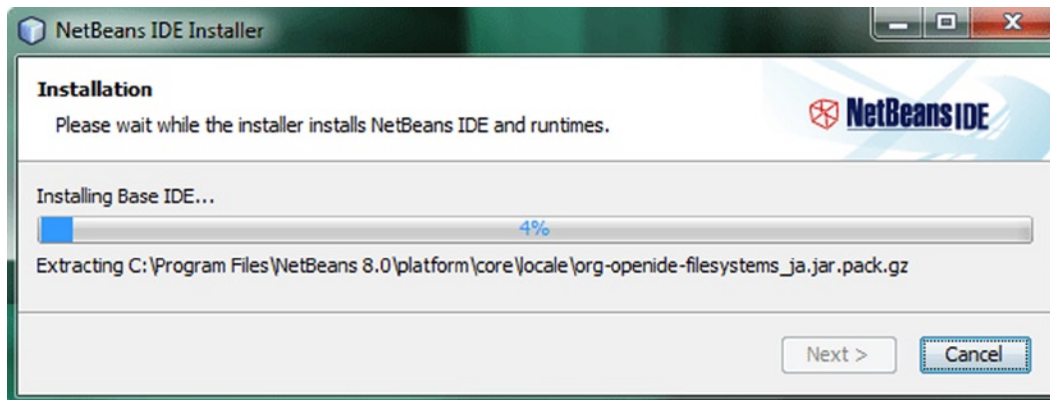 NetBeans IDE Installer
Installation
Please wait while the installer installs NetBeans IDE and runtimes.
NetBeans IDE
Installing Base IDE...
4%
Extracting C:\Program Files\NetBeans 8.0\platform\core\locale\org-openide-filesystems_ja.jar.pack.gz
Next >
Cancel